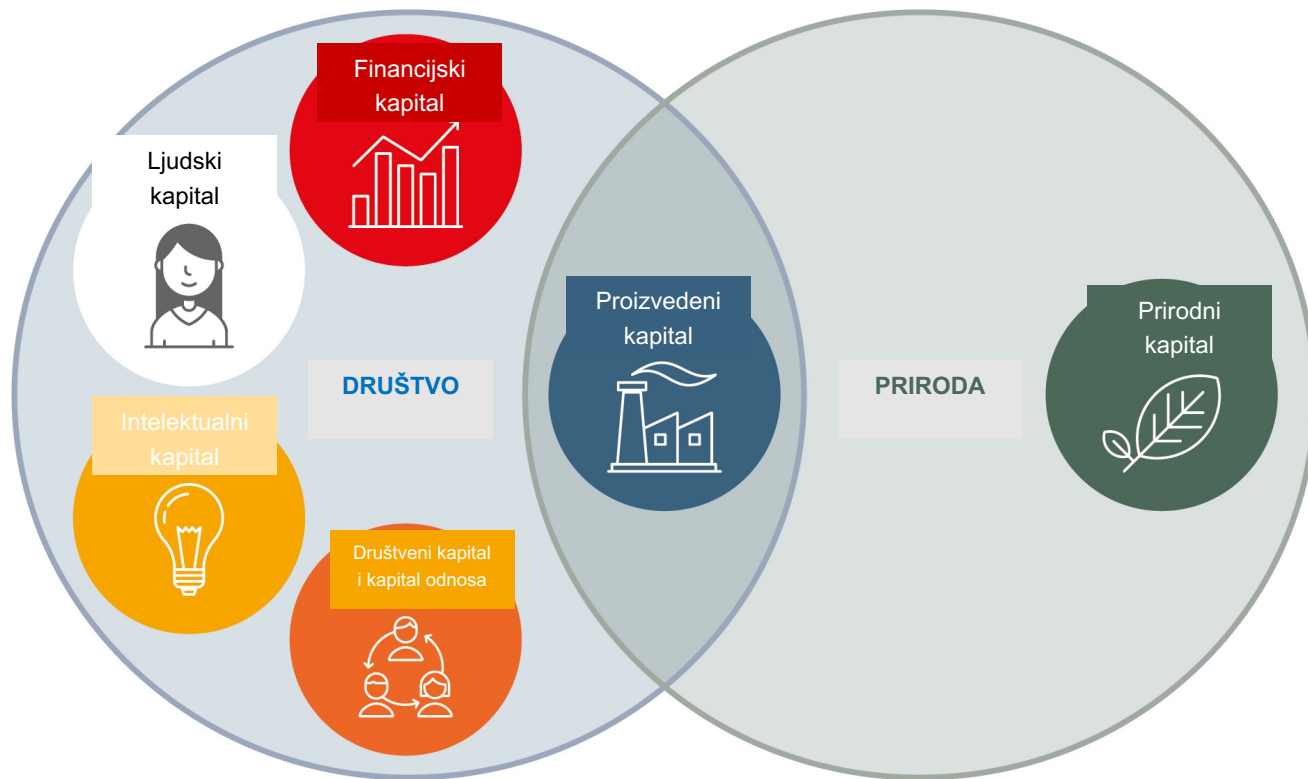 Financijski
kapital
Ljudski
kapital
Intelektualni
kapital
Društveni kapital
i kapital odnosa
DRUŠTVO
Proizvedeni
kapital
PRIRODA
Prirodni
kapital